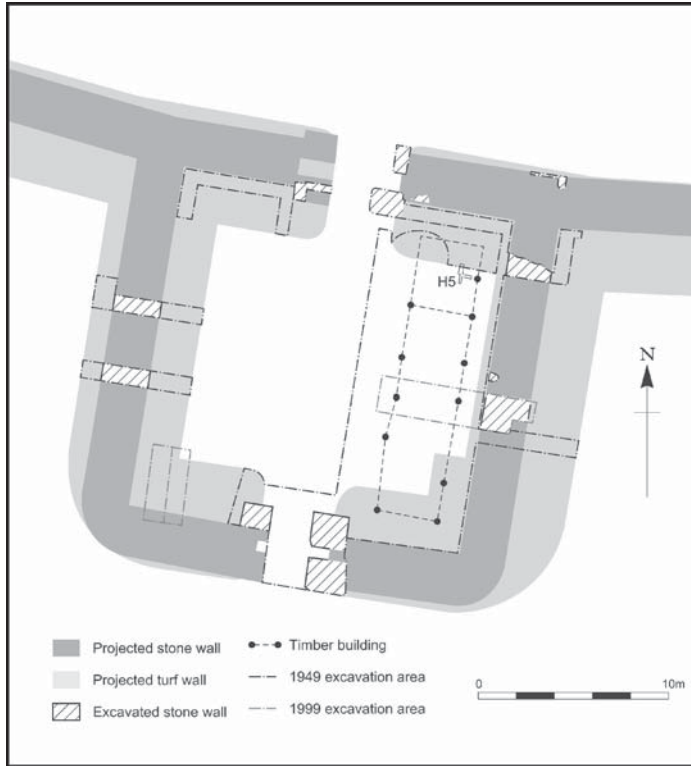 H5
N
Projected stone wall
Timber building
Projected turf wall
1949 excavation area
Excavated stone wall
1999 excavation area
0
10m